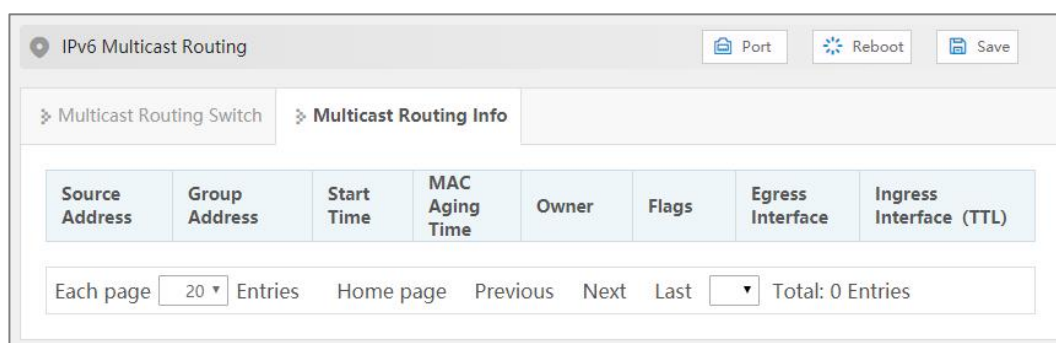 IPv6 Multicast Routing
Port
Reboot
Save
Multicast Routing Switch
Multicast Routing Info
Source Address
Group Address
Start Time
MAC Aging Time
Owner
Flags
Egress Interface
Ingress Interface (TTL)
Each page 20 Entries Home page Previous Next Last Total: 0 Entries